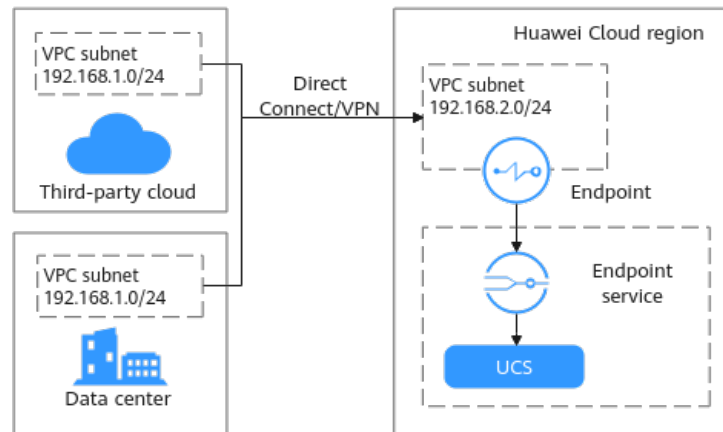 VPC subnet
192.168.1.0/24
Third-party cloud
VPC subnet
192.168.1.0/24
Data center
Direct
Connect/VPN
Huawei Cloud region
VPC subnet
192.168.2.0/24
Endpoint
Endpoint
service
UCS